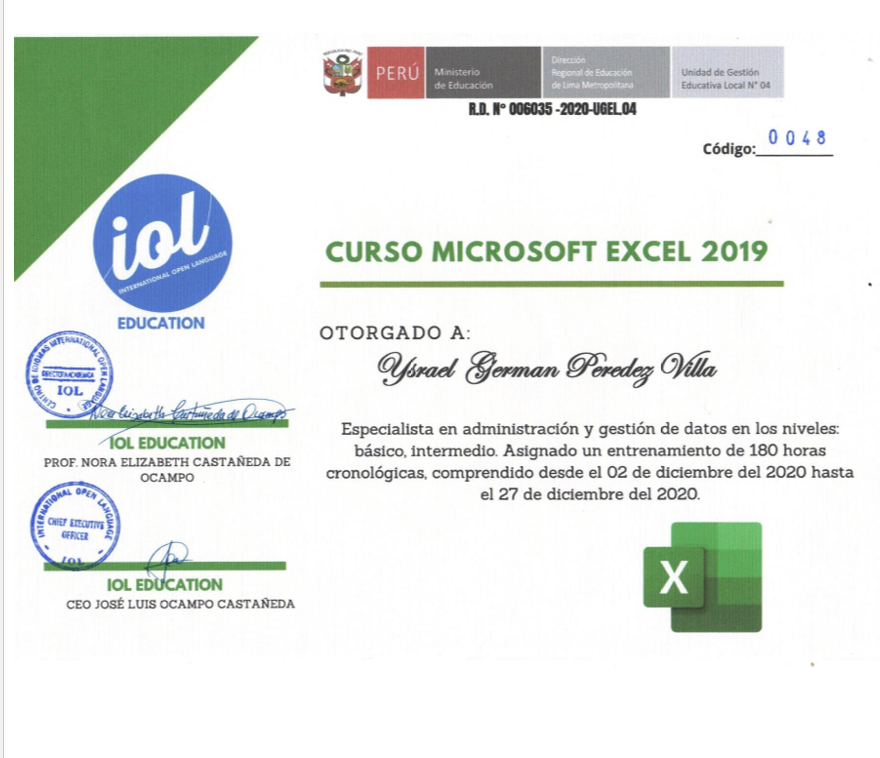 PERÚ
Ministerio
de Educación
Dirección
Regional de Educación
de Lima Metropolitana
Unidad de Gestión
Educativa Local N° 04
R.D. N° 006035 -2020-UGEL.04
Código: 0048
iol
INTERNATIONAL OPEN LANGUAGE
EDUCATION
CURSO MICROSOFT EXCEL 2019
OTORGADO A:
Ysrael German Peredez Villa
Especialista en administración y gestión de datos en los niveles:
básico, intermedio. Asignado un entrenamiento de 180 horas
cronológicas, comprendido desde el 02 de diciembre del 2020 hasta
el 27 de diciembre del 2020.
CENTRO DE IDIOMAS INTERNATIONAL OPEN LANGUAGE
DIRECTORA ACADEMICA
IOL
Nora Elizabeth Castañeda de Ocampo
IOL EDUCATION
PROF. NORA ELIZABETH CASTAÑEDA DE
OCAMPO
INTERNATIONAL OPEN LANGUAGE
CHIEF EXECUTIVE
OFFICER
IOL
IOL EDUCATION
CEO JOSÉ LUIS OCAMPO CASTAÑEDA
X